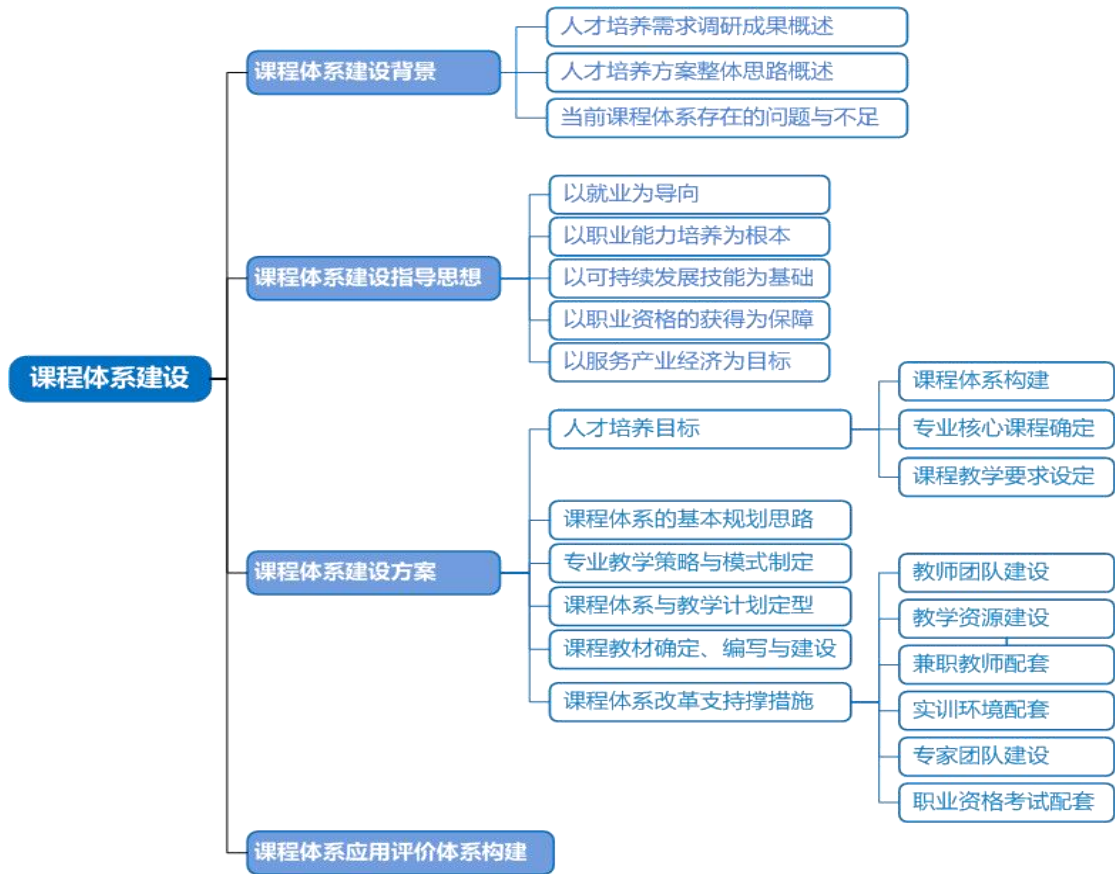 课程体系建设
课程体系建设背景
人才培养需求调研成果概述
人才培养方案整体思路概述
当前课程体系存在的问题与不足
课程体系建设指导思想
以就业为导向
以职业能力培养为根本
以可持续发展技能为基础
以职业资格的获得为保障
以服务产业经济为目标
课程体系建设方案
人才培养目标
课程体系构建
专业核心课程确定
课程教学要求设定
课程体系的基本规划思路
专业教学策略与模式制定
课程体系与教学计划定型
课程教材确定、编写与建设
课程体系改革支持撑措施
教师团队建设
教学资源建设
兼职教师配套
实训环境配套
专家团队建设
职业资格考试配套
课程体系应用评价体系构建